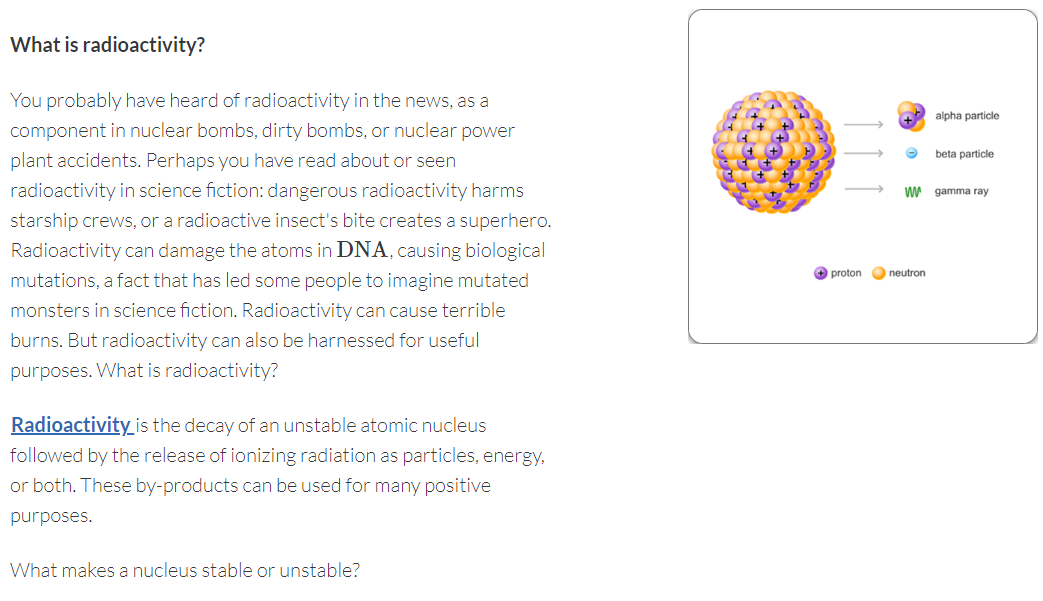 What is radioactivity?
You probably have heard of radioactivity in the news, as a
component in nuclear bombs, dirty bombs, or nuclear power
plant accidents. Perhaps you have read about or seen
radioactivity in science fiction: dangerous radioactivity harms
starship crews, or a radioactive insect's bite creates a superhero.
Radioactivity can damage the atoms in DNA, causing biological
mutations, a fact that has led some people to imagine mutated
monsters in science fiction. Radioactivity can cause terrible
burns. But radioactivity can also be harnessed for useful
purposes. What is radioactivity?
Radioactivity is the decay of an unstable atomic nucleus
followed by the release of ionizing radiation as particles, energy,
or both. These by-products can be used for many positive
purposes.
What makes a nucleus stable or unstable?
alpha particle
beta particle
gamma ray
proton neutron